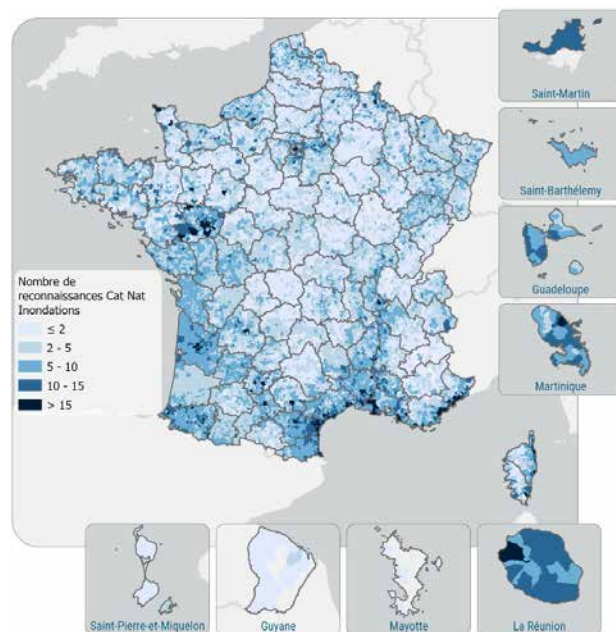 Saint-Martin
Saint-Barthélemy
Guadeloupe
Martinique
Nombre de
reconnaissances Cat Nat
Inondations
≤ 2
2 - 5
5 - 10
10 - 15
> 15
Saint-Pierre-et-Miquelon
Guyane
Mayotte
La Réunion